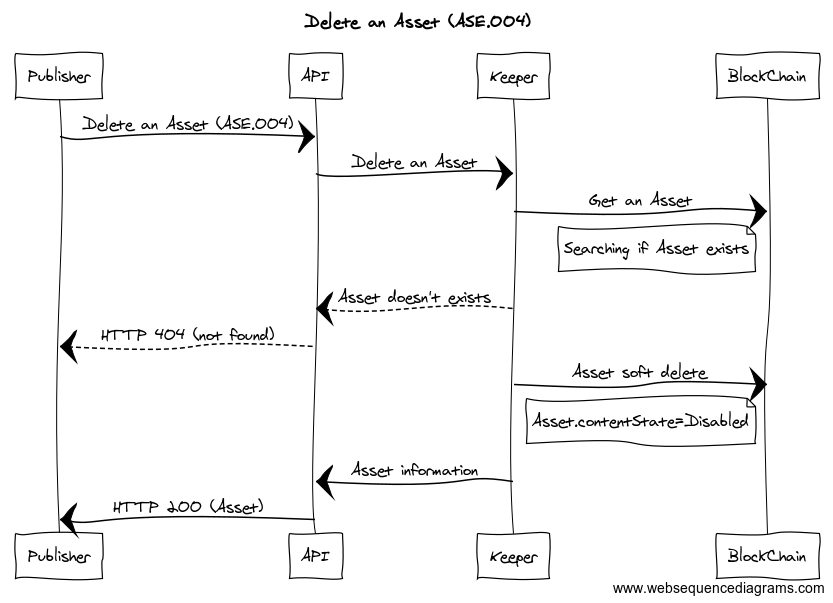 Delete an Asset (ASE.004)
Publisher
API
Keeper
BlockChain
Delete an Asset (ASE.004)
Delete an Asset
Get an Asset
Searching if Asset exists
Asset doesn't exists
HTTP 404 (not found)
Asset soft delete
Asset.contentState=Disabled
Asset information
HTTP 200 (Asset)
Publisher
API
Keeper
BlockChain
www.websequencediagrams.com